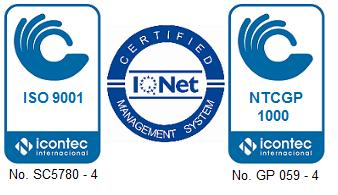 ISO 9001
icontec
internacional
No. SC5780 - 4
CERTIFIED
IQNet
MANAGEMENT SYSTEM
NTCGP
1000
icontec
internacional
No. GP 059 - 4